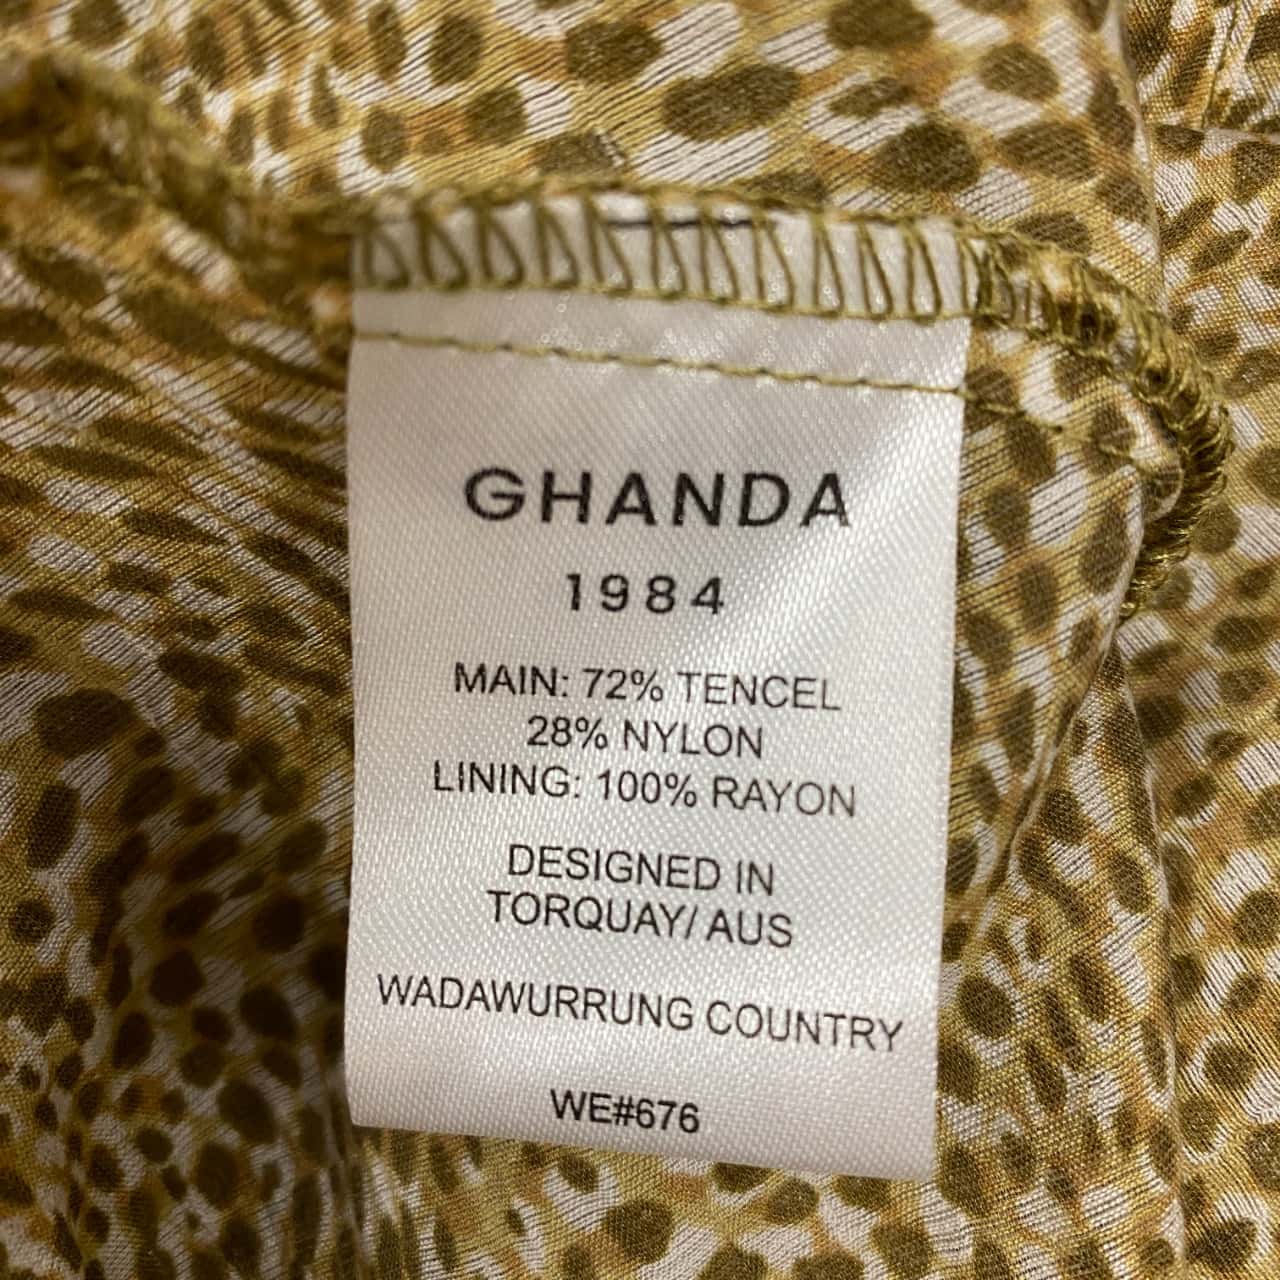 GHANDA
1984
MAIN: 72% TENCEL
28% NYLON
LINING: 100% RAYON
DESIGNED IN
TORQUAY/ AUS
WADAWURRUNG COUNTRY
WE#676